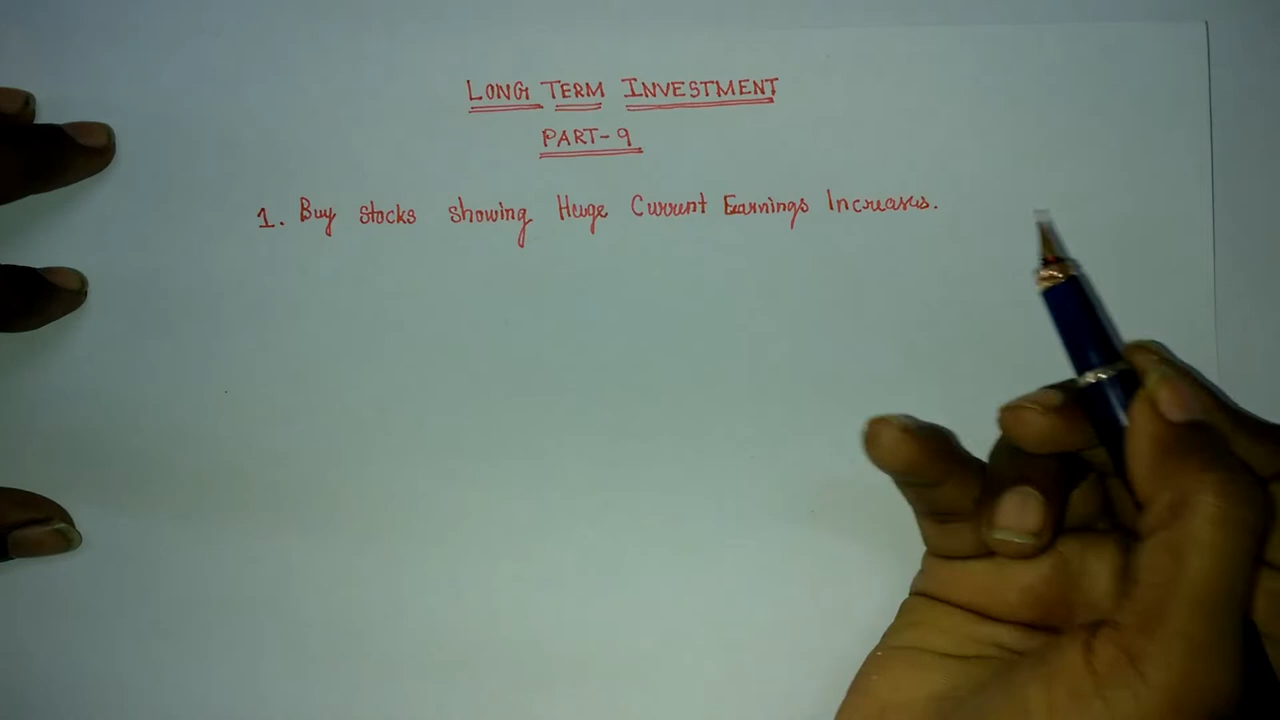 LONG TERM INVESTMENT
PART-9
1. Buy stocks showing Huge Current Earnings Increases.